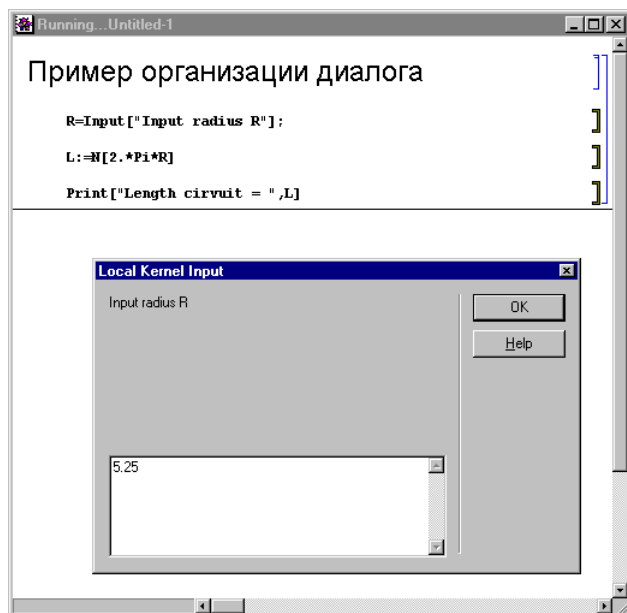 Running...Untitled-1
Пример организации диалога
R=Input["Input radius R"];
L:=N[2.*Pi*R]
Print["Length cirvuit = ",L]
Local Kernel Input
Input radius R
OK
Help
5.25